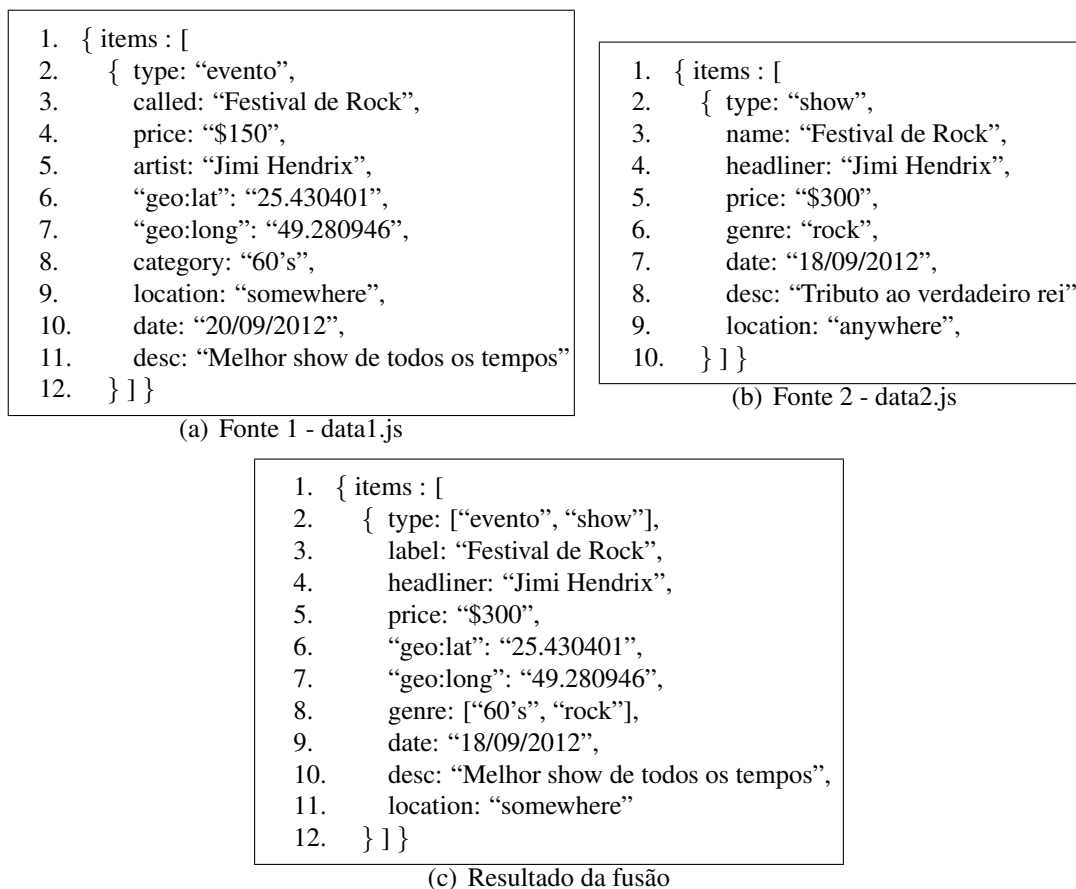 1. { items : [
2. { type: “evento”,
3. called: “Festival de Rock”,
4. price: “$150”,
5. artist: “Jimi Hendrix”,
6. “geo:lat”: “25.430401”,
7. “geo:long”: “49.280946”,
8. category: “60’s”,
9. location: “somewhere”,
10. date: “20/09/2012”,
11. desc: “Melhor show de todos os tempos”
12. } ] }
(a) Fonte 1 - data1.js
1. { items : [
2. { type: “show”,
3. name: “Festival de Rock”,
4. headliner: “Jimi Hendrix”,
5. price: “$300”,
6. genre: “rock”,
7. date: “18/09/2012”,
8. desc: “Tributo ao verdadeiro rei”
9. location: “anywhere”,
10. } ] }
(b) Fonte 2 - data2.js
1. { items : [
2. { type: [“evento”, “show”],
3. label: “Festival de Rock”,
4. headliner: “Jimi Hendrix”,
5. price: “$300”,
6. “geo:lat”: “25.430401”,
7. “geo:long”: “49.280946”,
8. genre: [“60’s”, “rock”],
9. date: “18/09/2012”,
10. desc: “Melhor show de todos os tempos”,
11. location: “somewhere”
12. } ] }
(c) Resultado da fusão